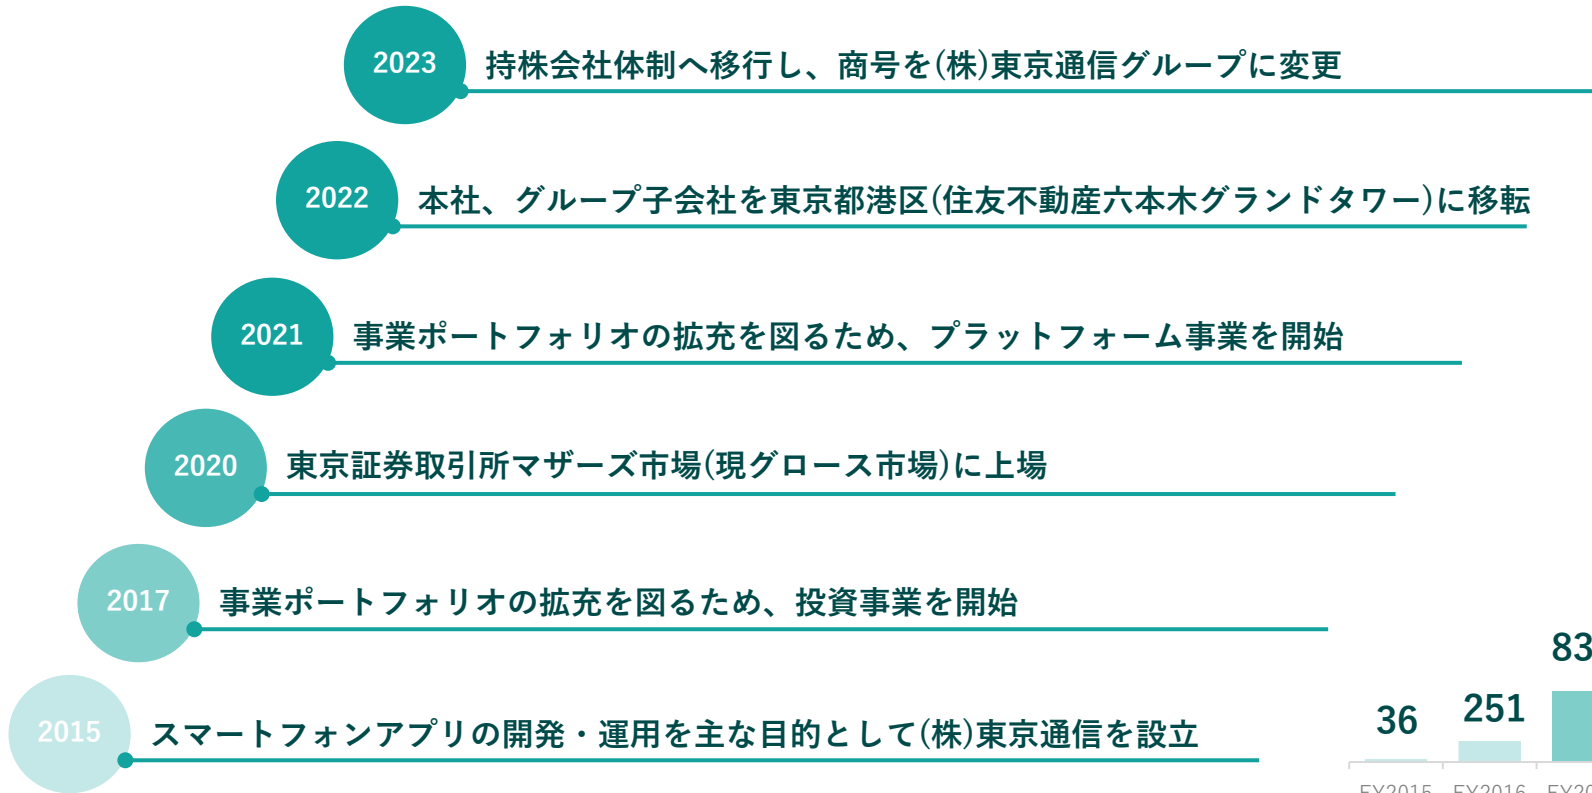 2023
持株会社体制へ移行し、商号を(株)東京通信グループに変更
2022
本社、グループ子会社を東京都港区(住友不動産六本木グランドタワー)に移転
2021
事業ポートフォリオの拡充を図るため、プラットフォーム事業を開始
2020
東京証券取引所マザーズ市場(現グロース市場)に上場
2017
事業ポートフォリオの拡充を図るため、投資事業を開始
2015
スマートフォンアプリの開発・運用を主な目的として(株)東京通信を設立
36
251
83
FY2015 FY2016